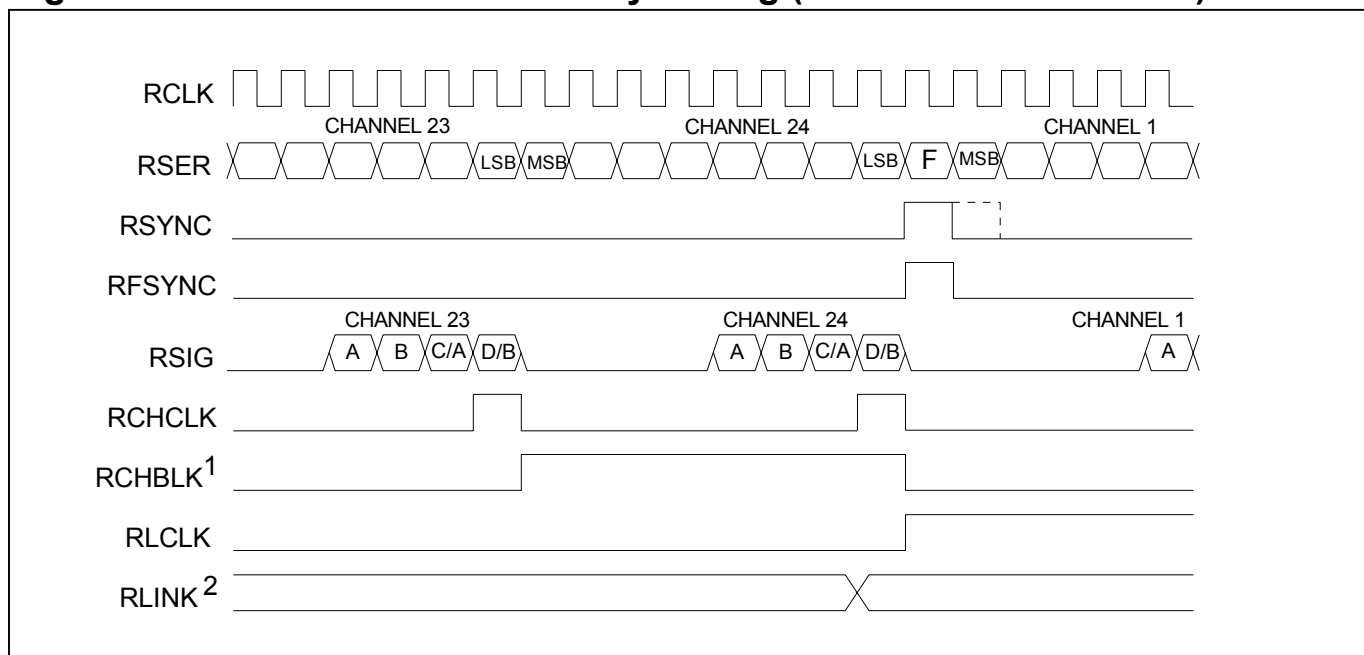 RCLK
CHANNEL 23 CHANNEL 24 CHANNEL 1
RSER LSB MSB LSB F MSB
RSYNC
RFSYNC
CHANNEL 23 CHANNEL 24 CHANNEL 1
RSIG A B C/A D/B A B C/A D/B A
RCHCLK
RCHBLK1
RLCLK
RLINK2